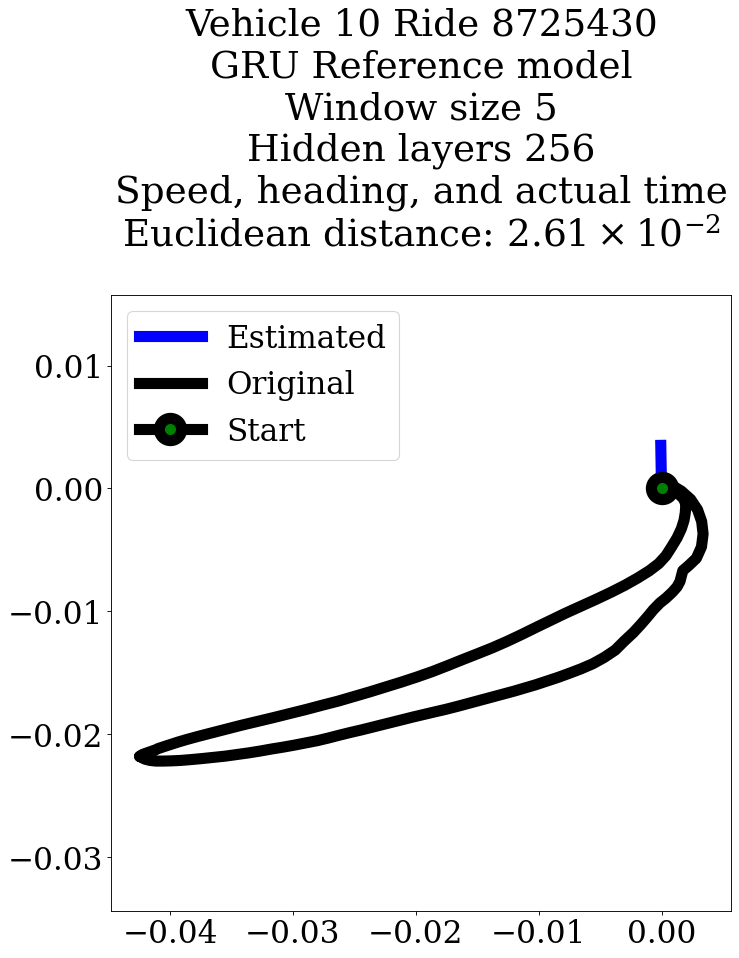 Vehicle 10 Ride 8725430
GRU Reference model
Window size 5
Hidden layers 256
Speed, heading, and actual time
Euclidean distance: 2.61 × 10⁻²
Estimated
Original
Start
0.01
0.00
−0.01
−0.02
−0.03
−0.04 −0.03 −0.02 −0.01 0.00